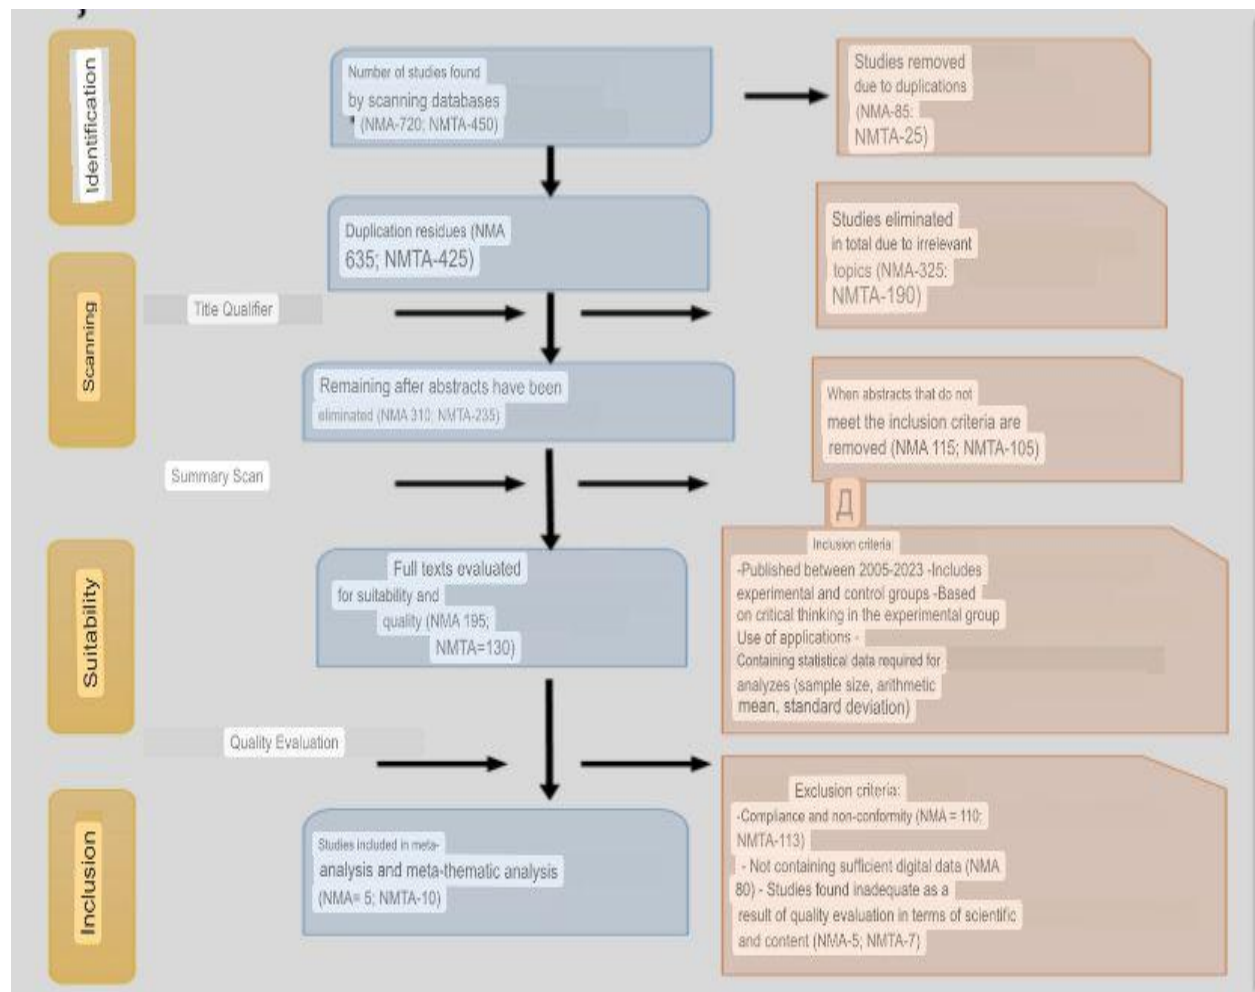 Identification
Number of studies found
by scanning databases
(NMA-720; NMTA-450)
Studies removed
due to duplications
(NMA-85:
NMTA-25)
Duplication residues (NMA
635; NMTA-425)
Studies eliminated
in total due to irrelevant
topics (NMA-325:
NMTA-190)
Scanning
Title Qualifier
Remaining after abstracts have been
eliminated (NMA 310; NMTA-235)
When abstracts that do not
meet the inclusion criteria are
removed (NMA 115; NMTA-105)
Summary Scan
Д
Suitability
Full texts evaluated
for suitability and
quality (NMA 195;
NMTA=130)
Inclusion criteria:
-Published between 2005-2023 -Includes
experimental and control groups -Based
on critical thinking in the experimental group
Use of applications -
Containing statistical data required for
analyzes (sample size, arithmetic
mean, standard deviation)
Quality Evaluation
Inclusion
Studies included in meta-
analysis and meta-thematic analysis
(NMA= 5; NMTA-10)
Exclusion criteria:
-Compliance and non-conformity (NMA = 110;
NMTA-113)
- Not containing sufficient digital data (NMA
80) - Studies found inadequate as a
result of quality evaluation in terms of scientific
and content (NMA-5; NMTA-7)